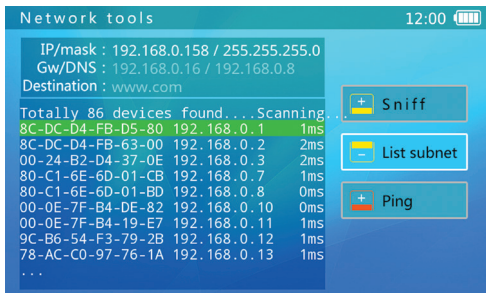 Network tools 12:00
IP/mask : 192.168.0.158 / 255.255.255.0
Gw/DNS : 192.168.0.16 / 192.168.0.8
Destination : www.com
Totally 86 devices found....Scanning...
8C-DC-D4-FB-D5-80 192.168.0.1 1ms
8C-DC-D4-FB-63-00 192.168.0.2 2ms
00-24-B2-D4-37-0E 192.168.0.3 2ms
80-C1-6E-6D-01-CB 192.168.0.7 1ms
80-C1-6E-6D-01-BD 192.168.0.8 0ms
00-0E-7F-B4-DE-82 192.168.0.10 0ms
00-0E-7F-B4-19-E7 192.168.0.11 1ms
9C-B6-54-F3-79-2B 192.168.0.12 1ms
78-AC-C0-97-76-1A 192.168.0.13 1ms
...
Sniff
List subnet
Ping